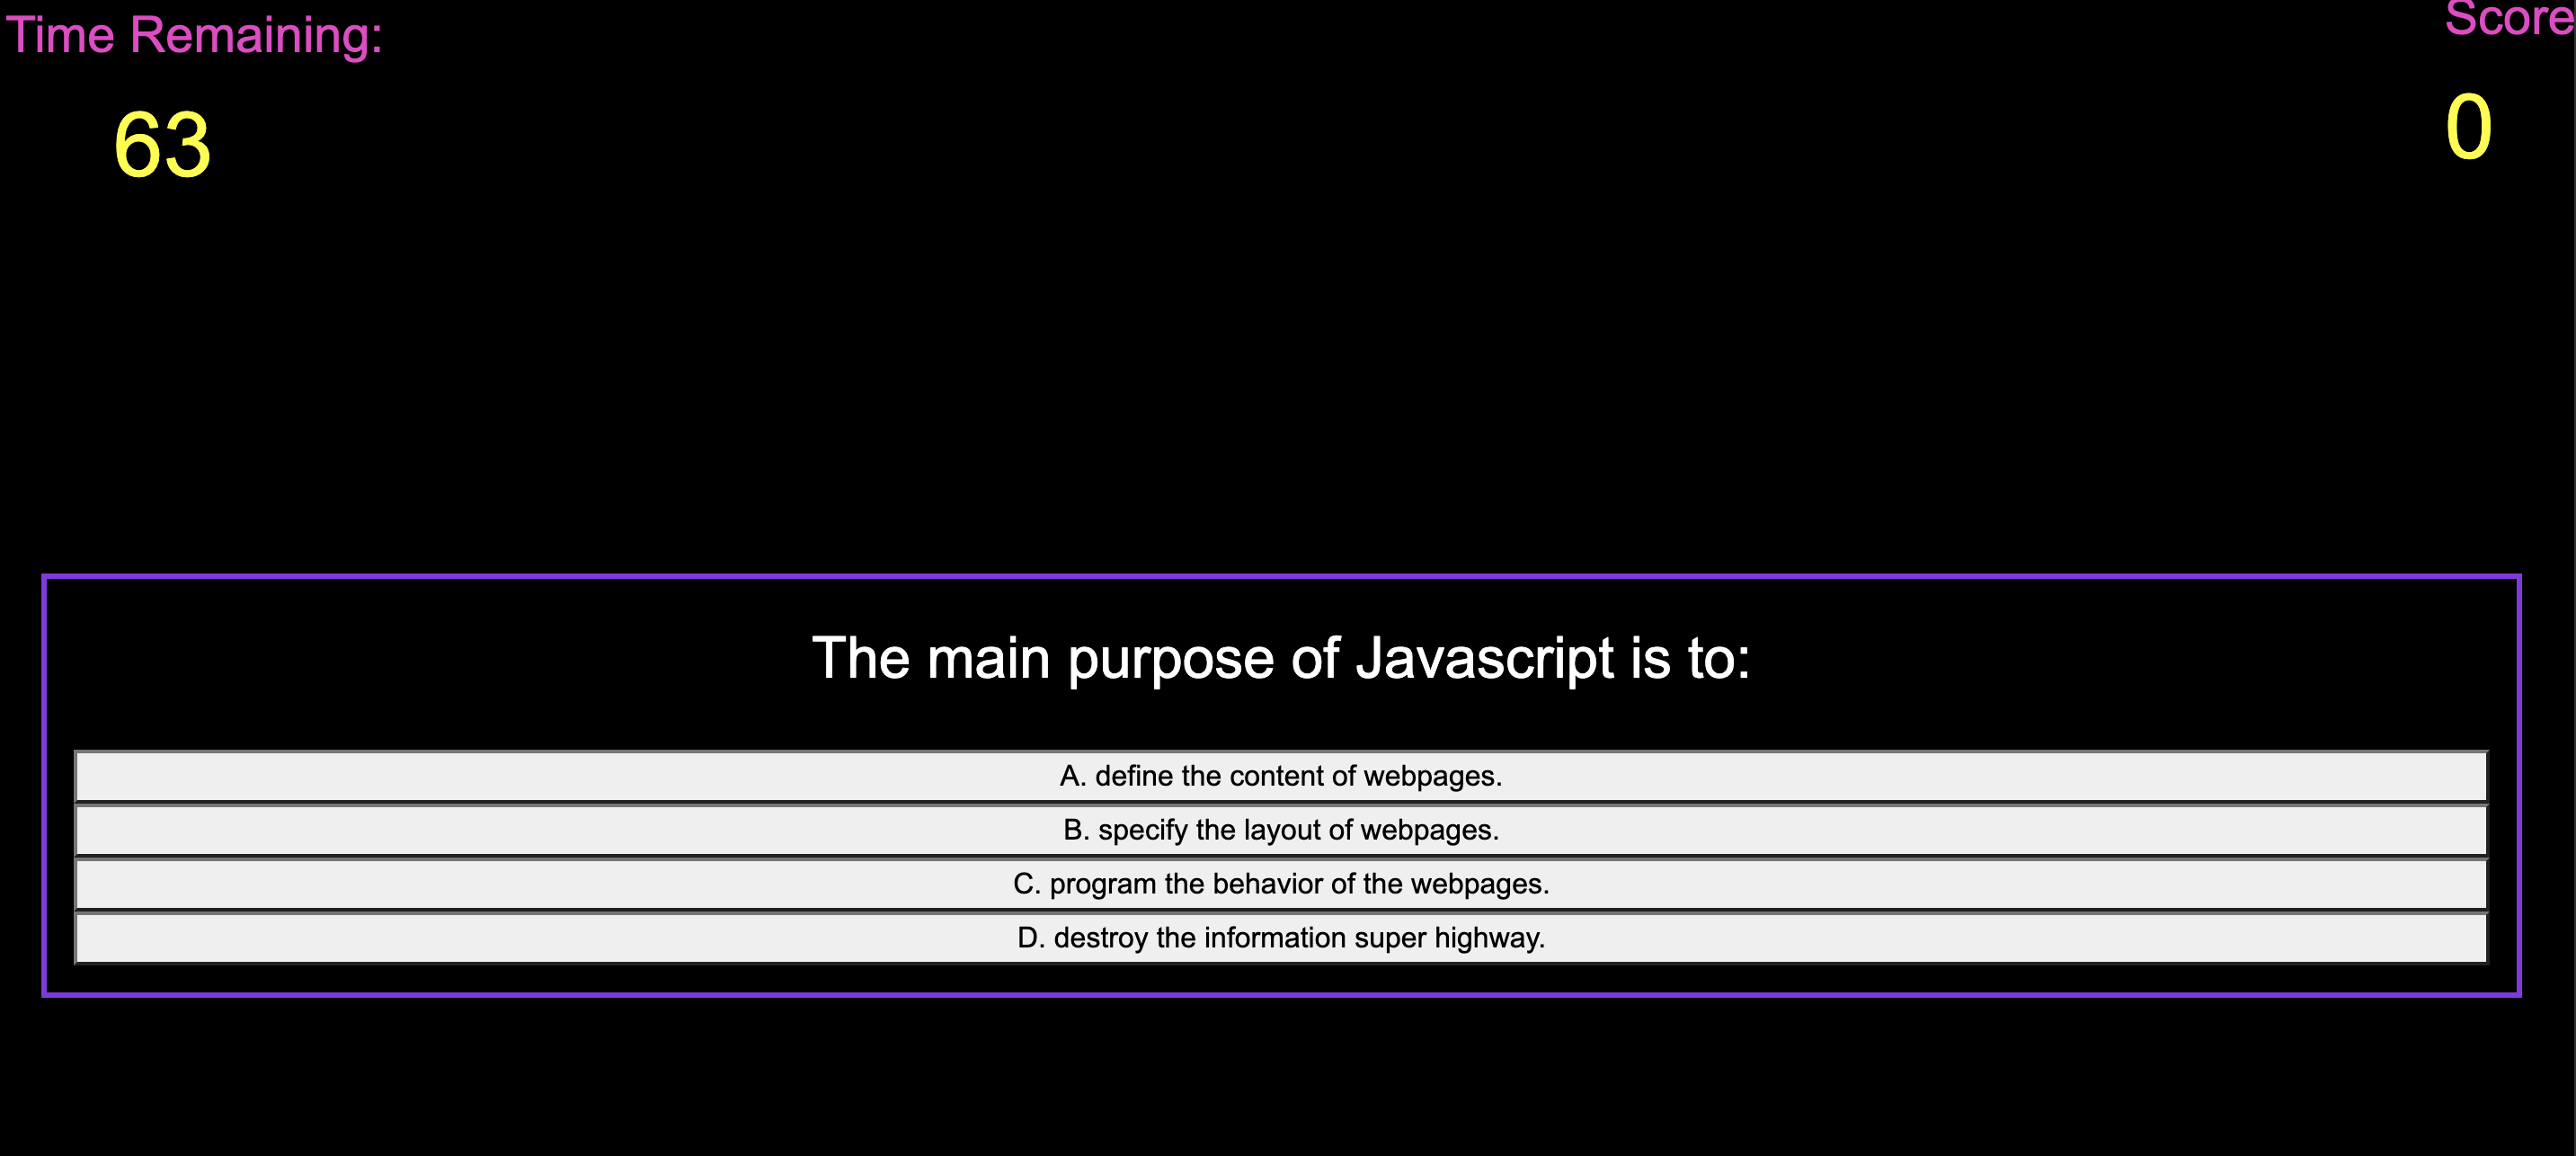 Time Remaining:
63
Score
0
The main purpose of Javascript is to:
A. define the content of webpages.
B. specify the layout of webpages.
C. program the behavior of the webpages.
D. destroy the information super highway.